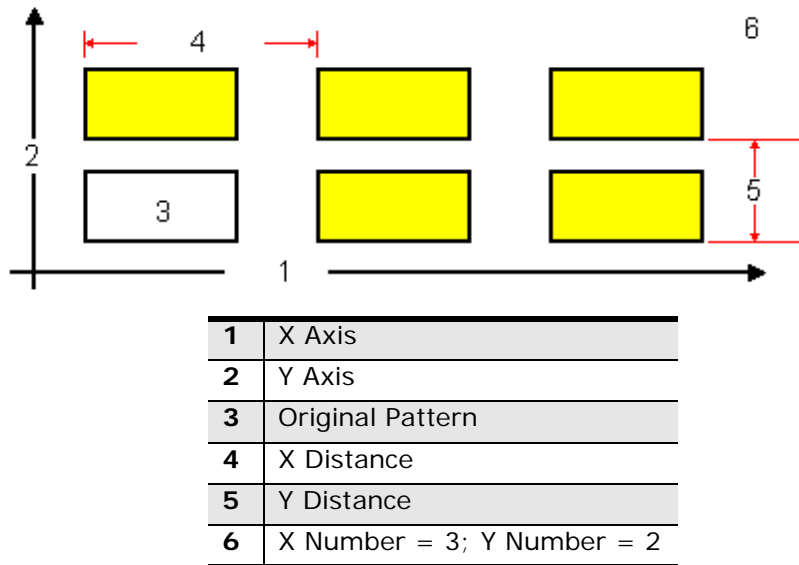 4
6
2
3
5
1
1 X Axis
2 Y Axis
3 Original Pattern
4 X Distance
5 Y Distance
6 X Number = 3; Y Number = 2